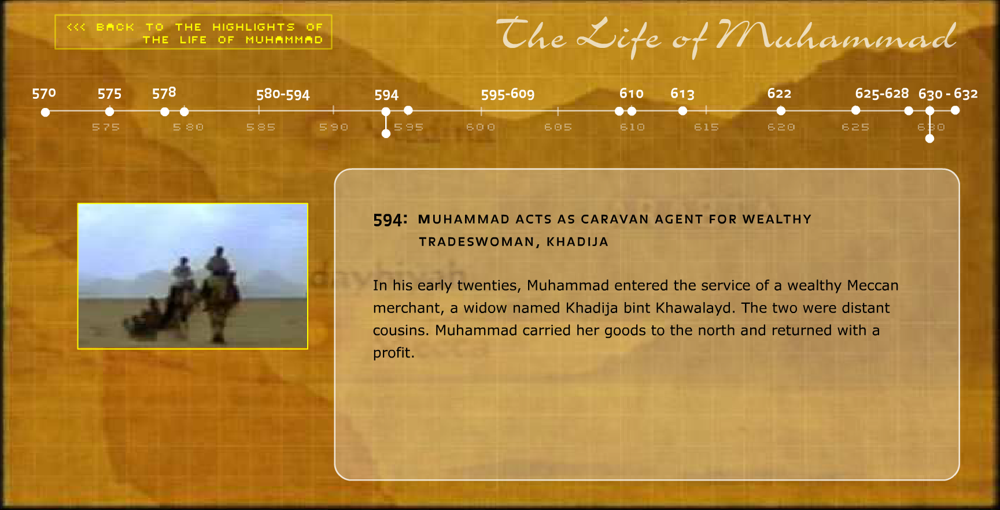 <<< BACK TO THE HIGHLIGHTS OF
THE LIFE OF MUHAMMAD
The Life of Muhammad
570 575 578 580-594 594 595-609 610 613 622 625-628 630 - 632
575 580 585 590 595 600 605 610 615 620 625 630
Medina
594: MUHAMMAD ACTS AS CARAVAN AGENT FOR WEALTHY
TRADESWOMAN, KHADIJA
daybiyah
In his early twenties, Muhammad entered the service of a wealthy Meccan
merchant, a widow named Khadija bint Khawalayd. The two were distant
cousins. Muhammad carried her goods to the north and returned with a
profit.
Mecca